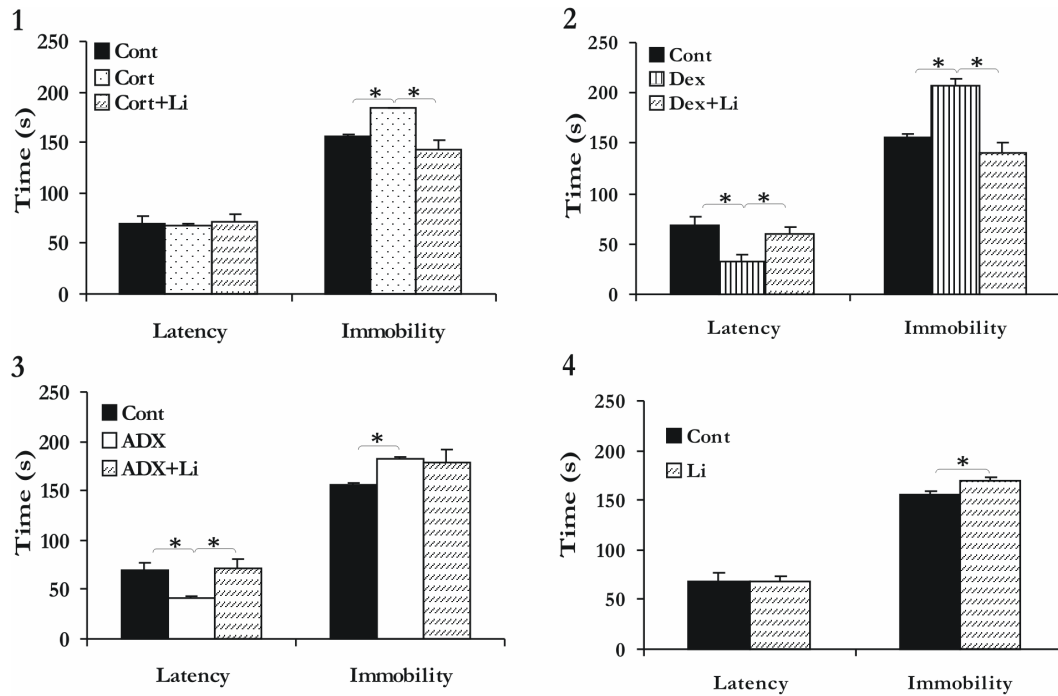 1
Cont
Cort
Cort+Li
250
200
150
100
50
0
Time (s)
* *
Latency
Immobility
2
Cont
Dex
Dex+Li
250
200
150
100
50
0
Time (s)
* *
* *
Latency
Immobility
3
Cont
ADX
ADX+Li
250
200
150
100
50
0
Time (s)
* *
*
Latency
Immobility
4
Cont
Li
250
200
150
100
50
0
Time (s)
*
Latency
Immobility